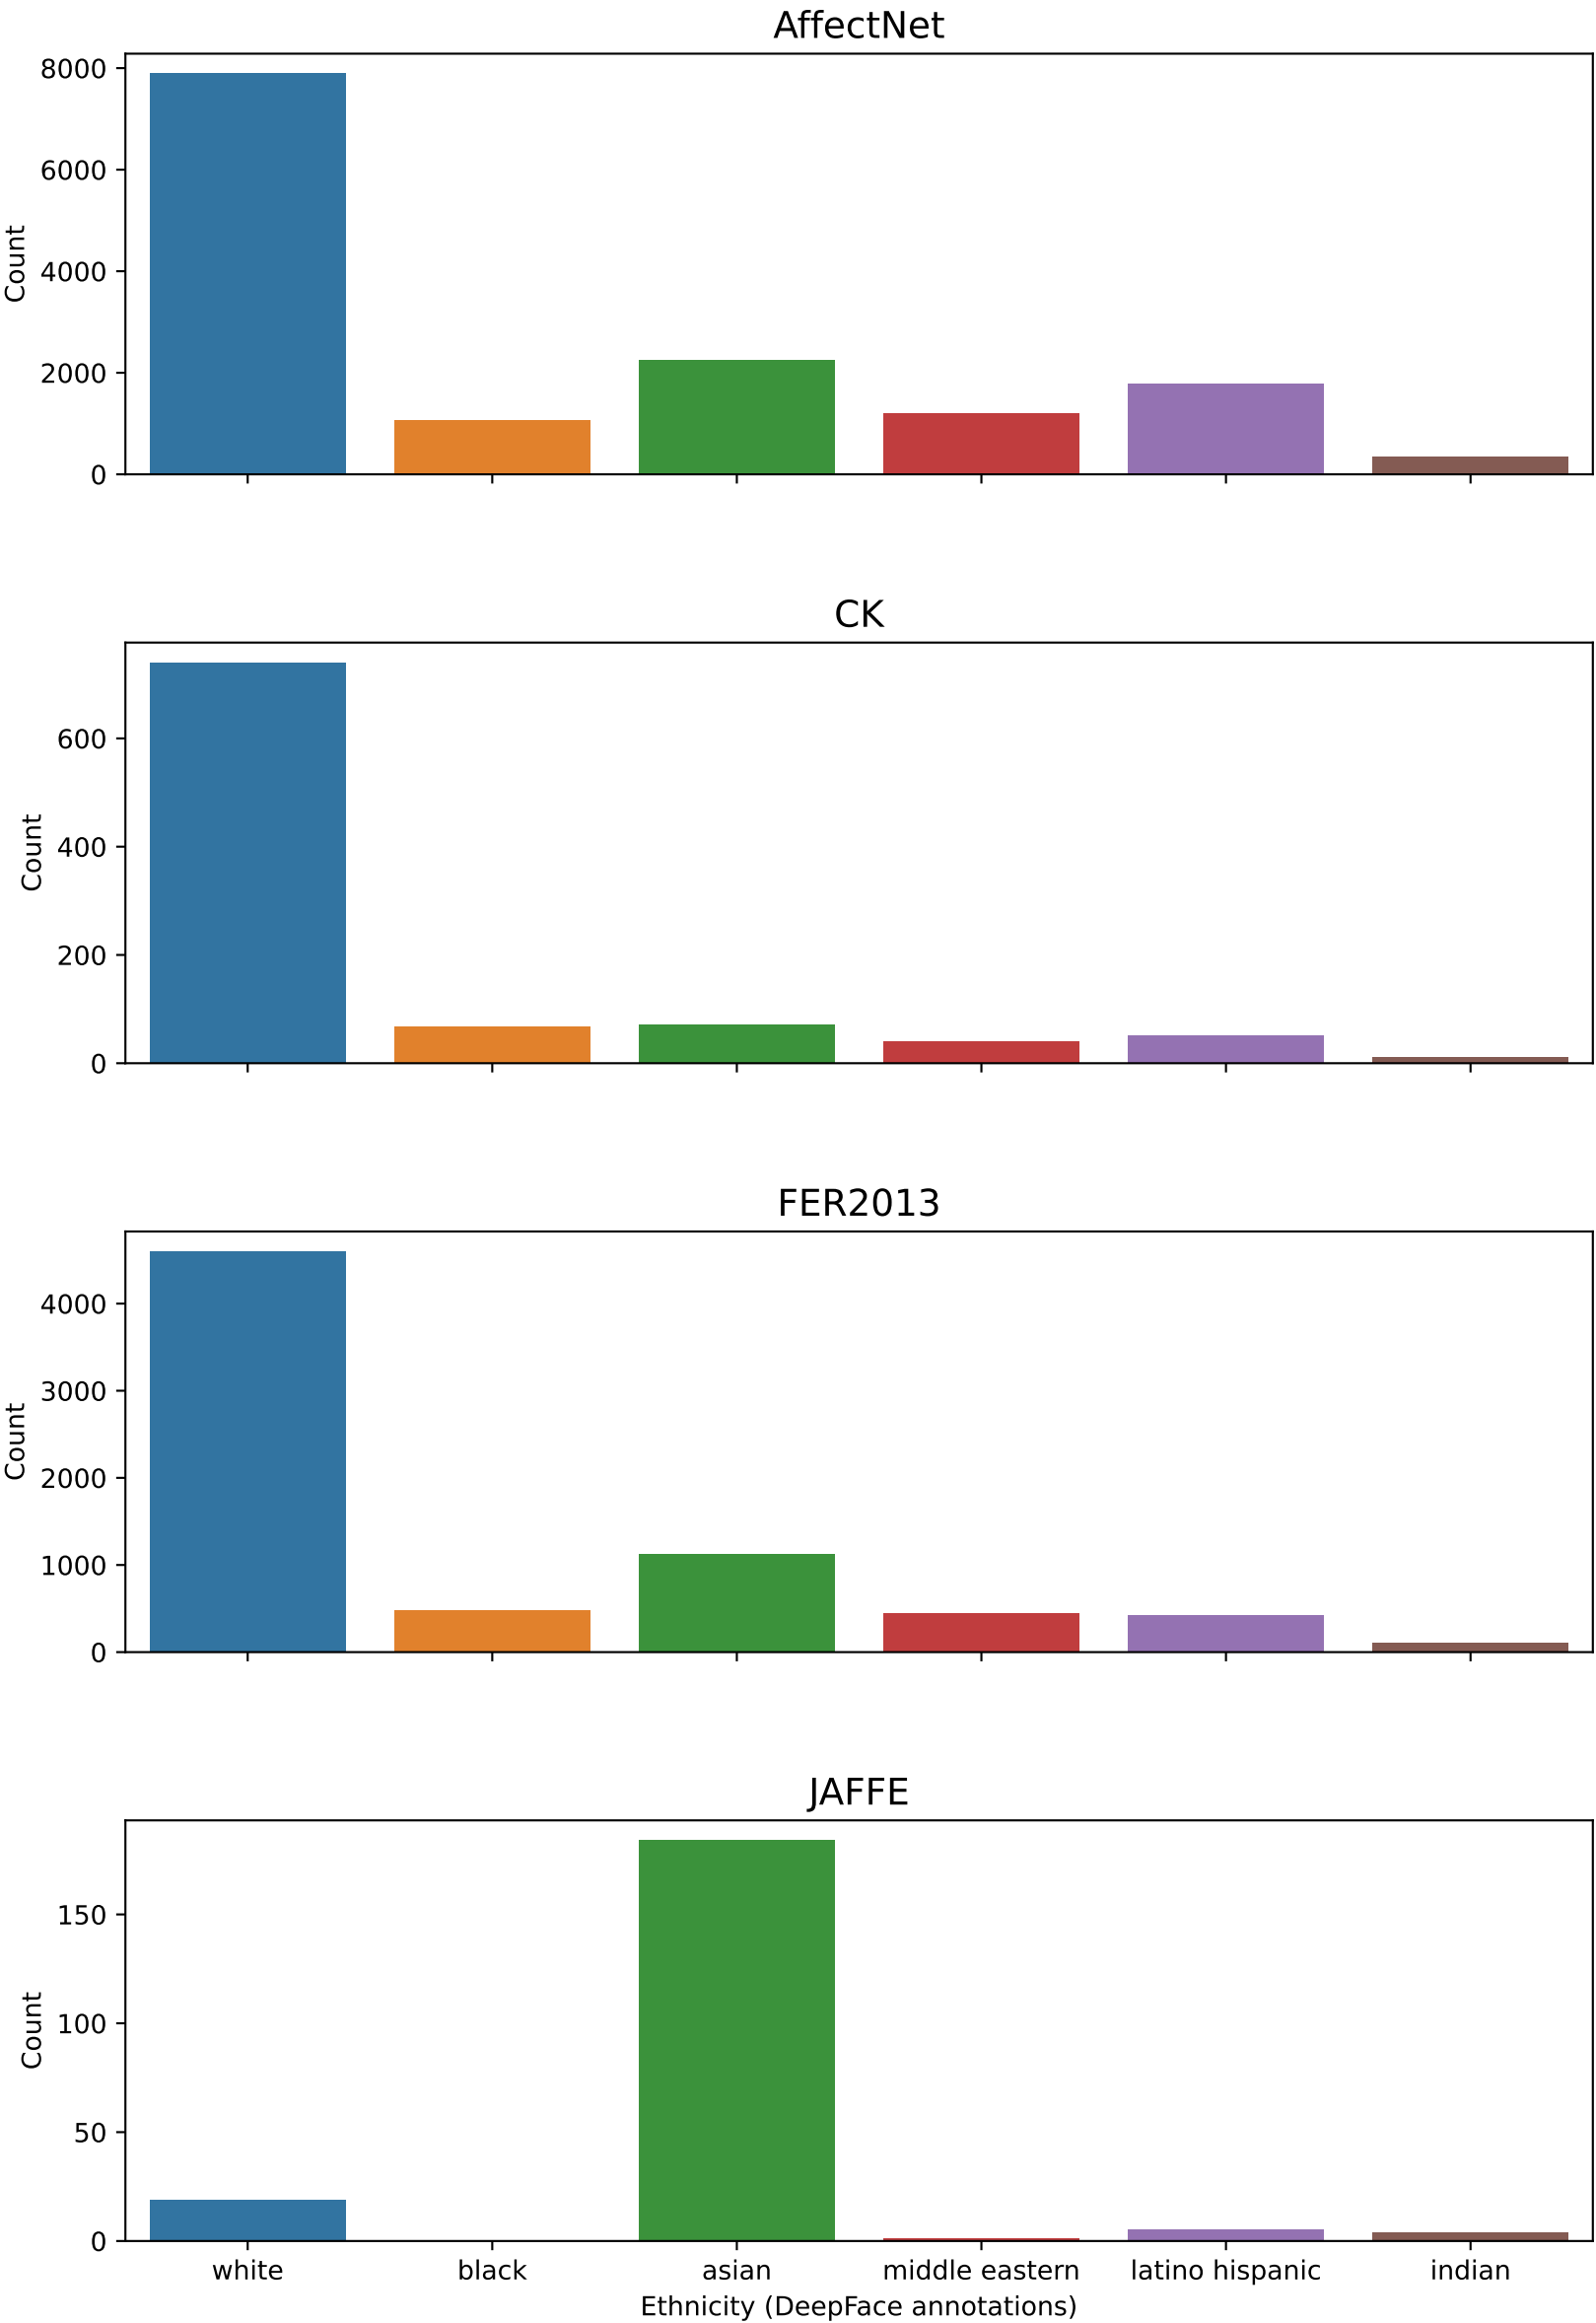 AffectNet
8000
6000
4000
2000
0
Count
CK
600
400
200
0
Count
FER2013
4000
3000
2000
1000
0
Count
JAFFE
150
100
50
0
Count
white black asian middle eastern latino hispanic indian
Ethnicity (DeepFace annotations)